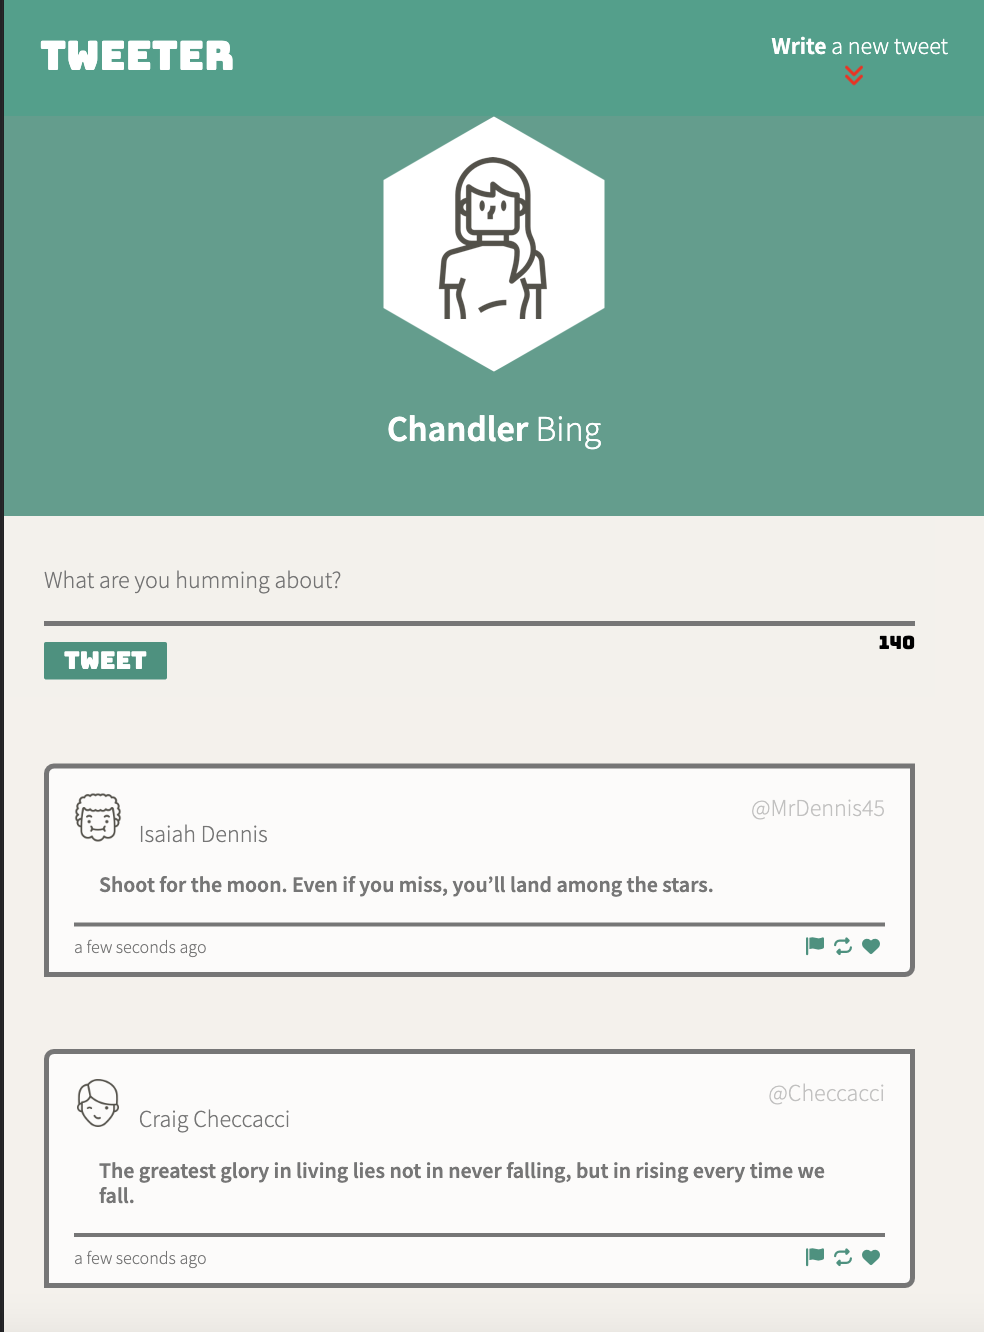 TWEETER
Write a new tweet
Chandler Bing
What are you humming about?
TWEET
140
Isaiah Dennis
@MrDennis45
Shoot for the moon. Even if you miss, you’ll land among the stars.
a few seconds ago
Craig Checcacci
@Checcacci
The greatest glory in living lies not in never falling, but in rising every time we
fall.
a few seconds ago